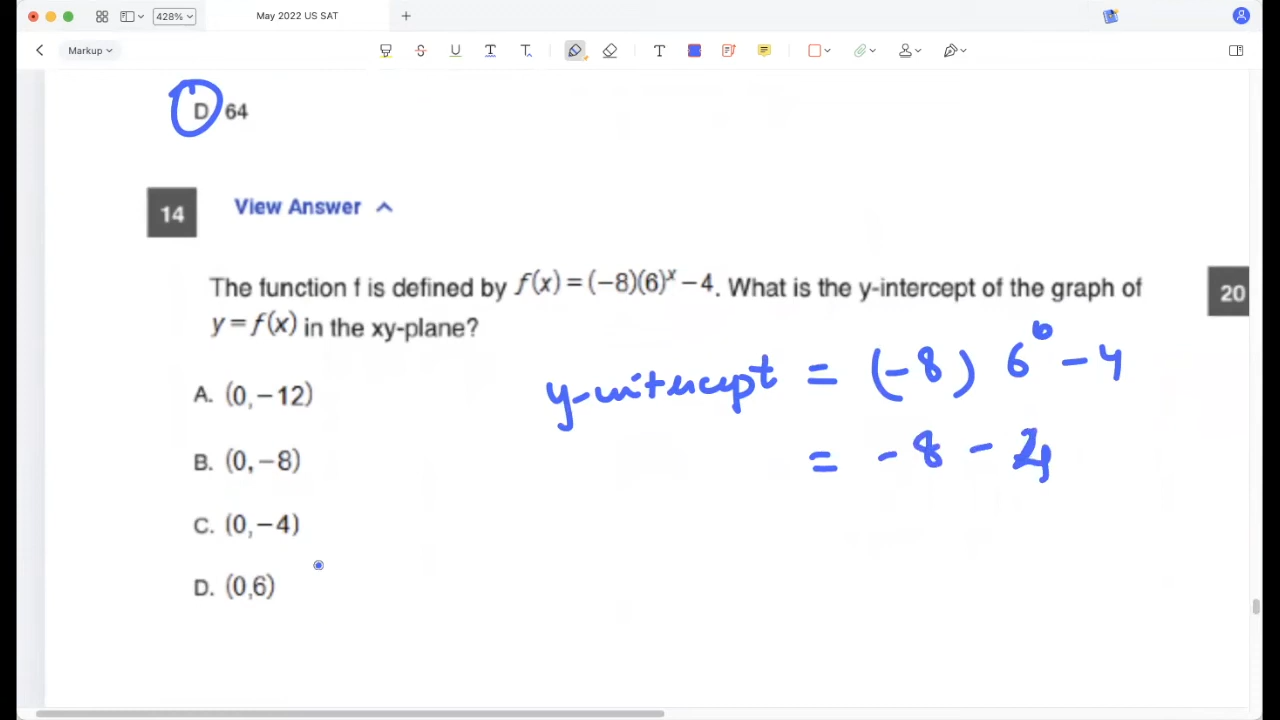 428%
May 2022 US SAT
Markup
D 64
14
View Answer
The function f is defined by f(x) = (−8)(6)ˣ − 4. What is the y-intercept of the graph of
y = f(x) in the xy-plane?
20
A. (0, −12)
B. (0, −8)
C. (0, −4)
D. (0,6)
y-intercept = (-8) 6⁰ - 4
= -8 - 4